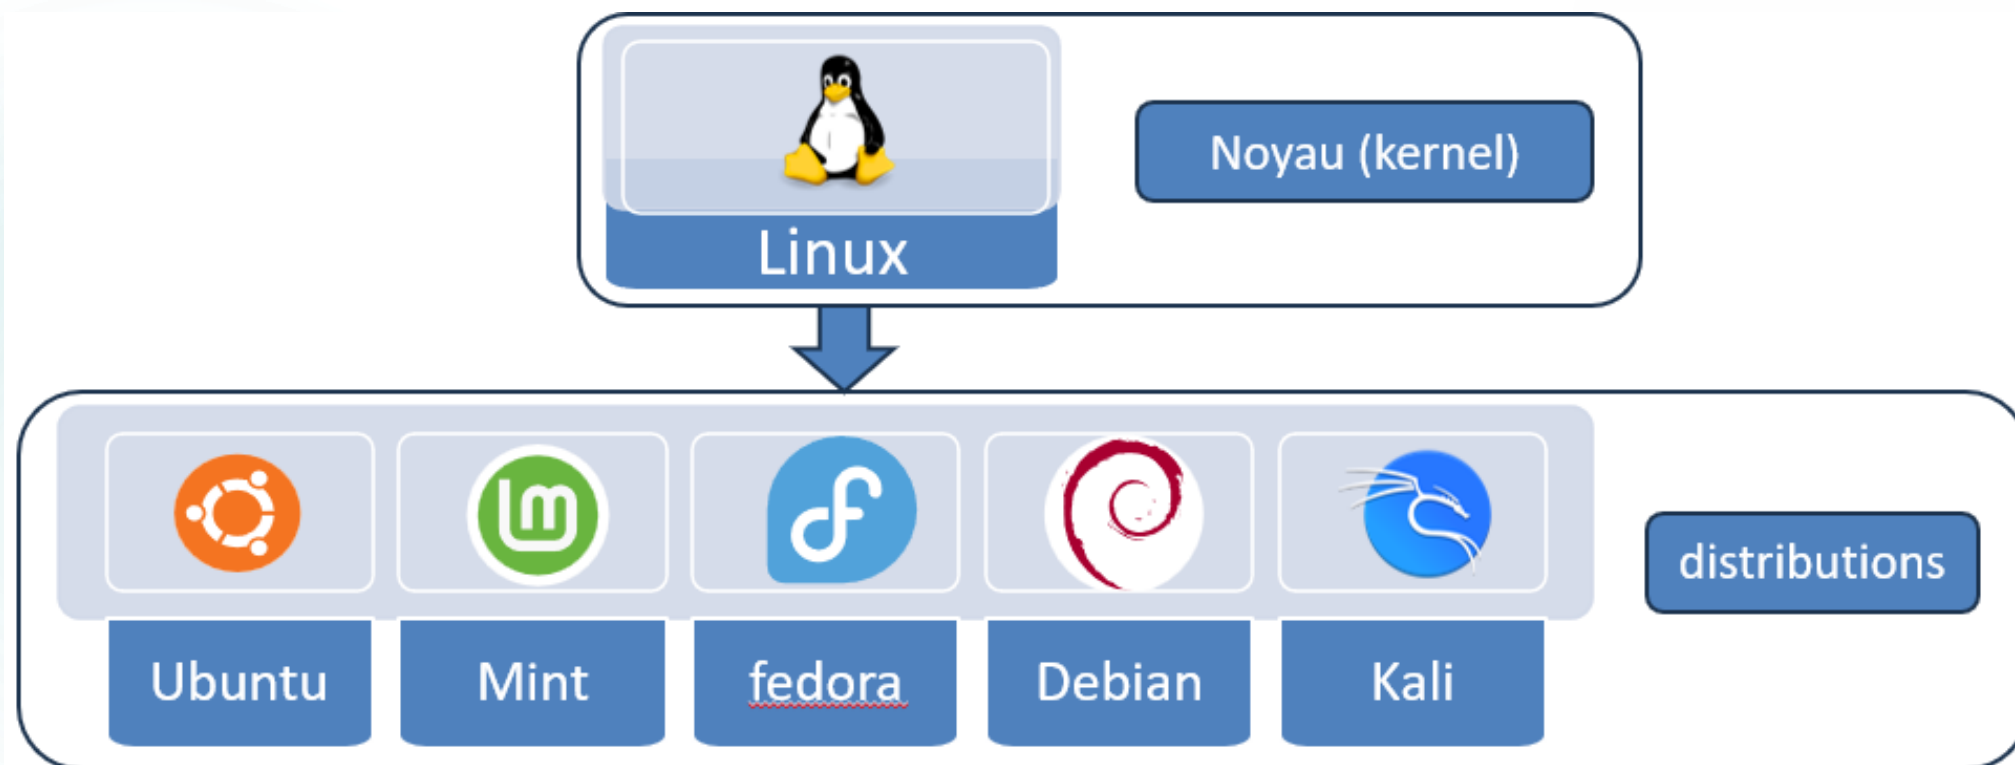 Linux
Noyau (kernel)
Ubuntu
Mint
fedora
Debian
Kali
distributions